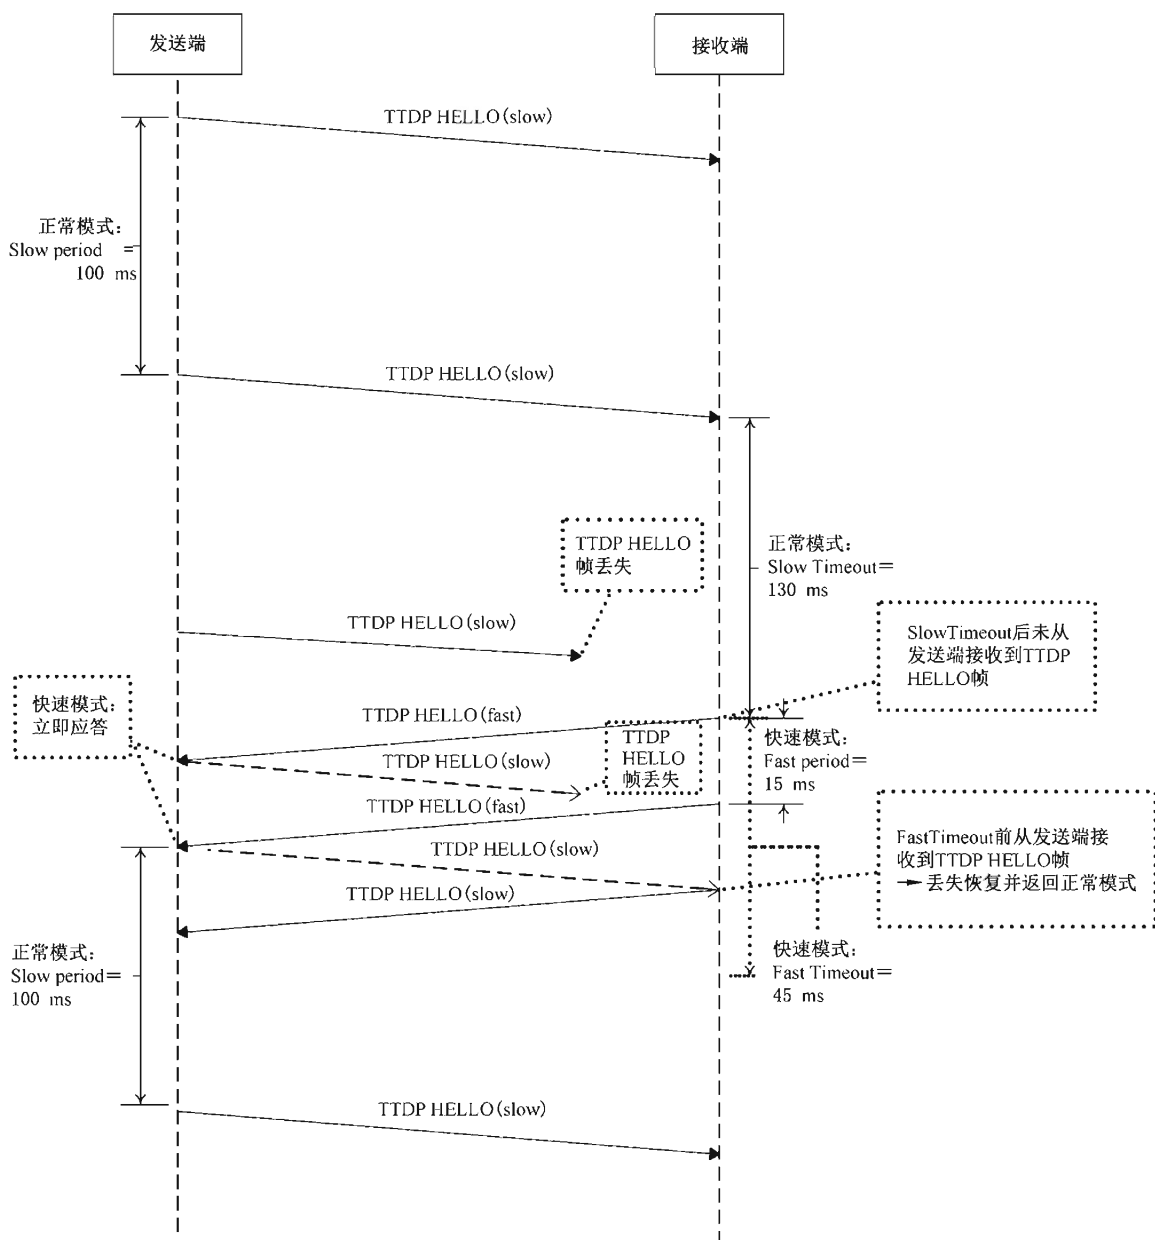 发送端
接收端
TTDP HELLO(slow)
正常模式:
Slow period =
100 ms
TTDP HELLO(slow)
TTDP HELLO
帧丢失
正常模式:
Slow Timeout=
130 ms
TTDP HELLO(slow)
SlowTimeout后未从
发送端接收到TTDP
HELLO帧
快速模式:
立即应答
TTDP HELLO(fast)
TTDP HELLO(slow)
TTDP
HELLO
帧丢失
快速模式:
Fast period=
15 ms
TTDP HELLO(fast)
TTDP HELLO(slow)
FastTimeout前从发送端接
收到TTDP HELLO帧
→ 丢失恢复并返回正常模式
TTDP HELLO(slow)
正常模式:
Slow period=
100 ms
快速模式:
Fast Timeout=
45 ms
TTDP HELLO(slow)